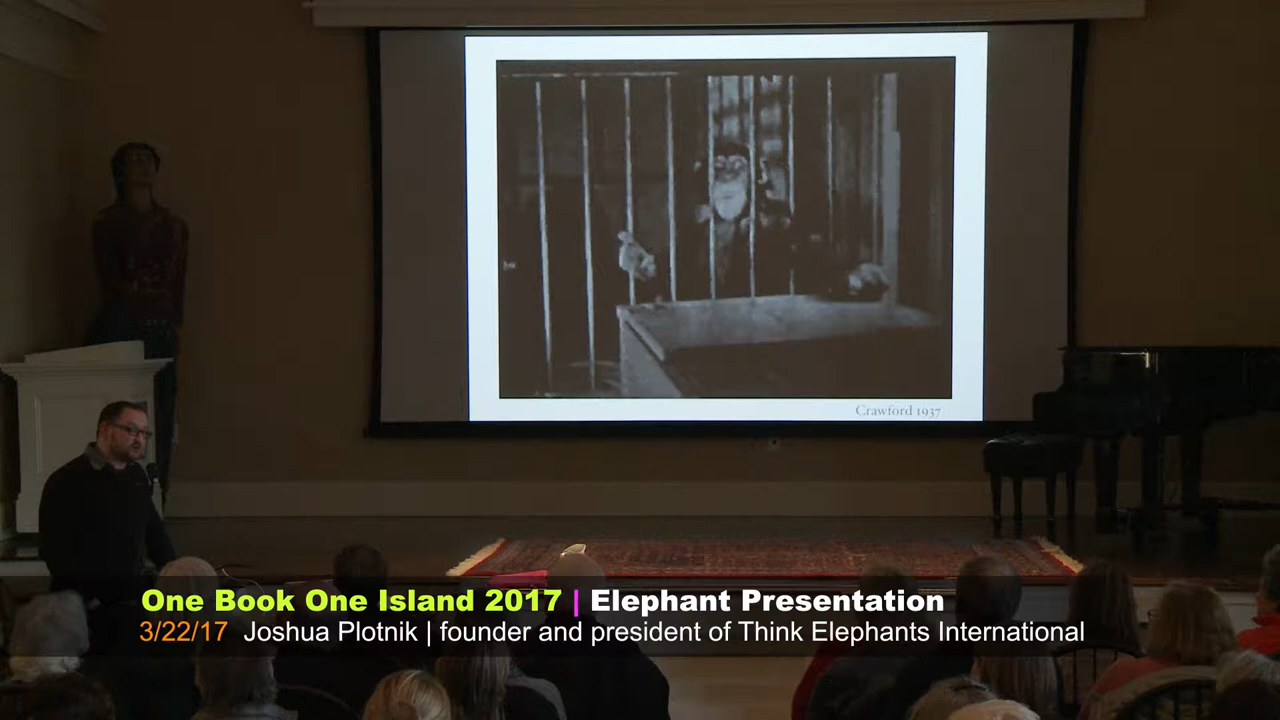 Crawford 1937
One Book One Island 2017 | Elephant Presentation
3/22/17 Joshua Plotnik | founder and president of Think Elephants International